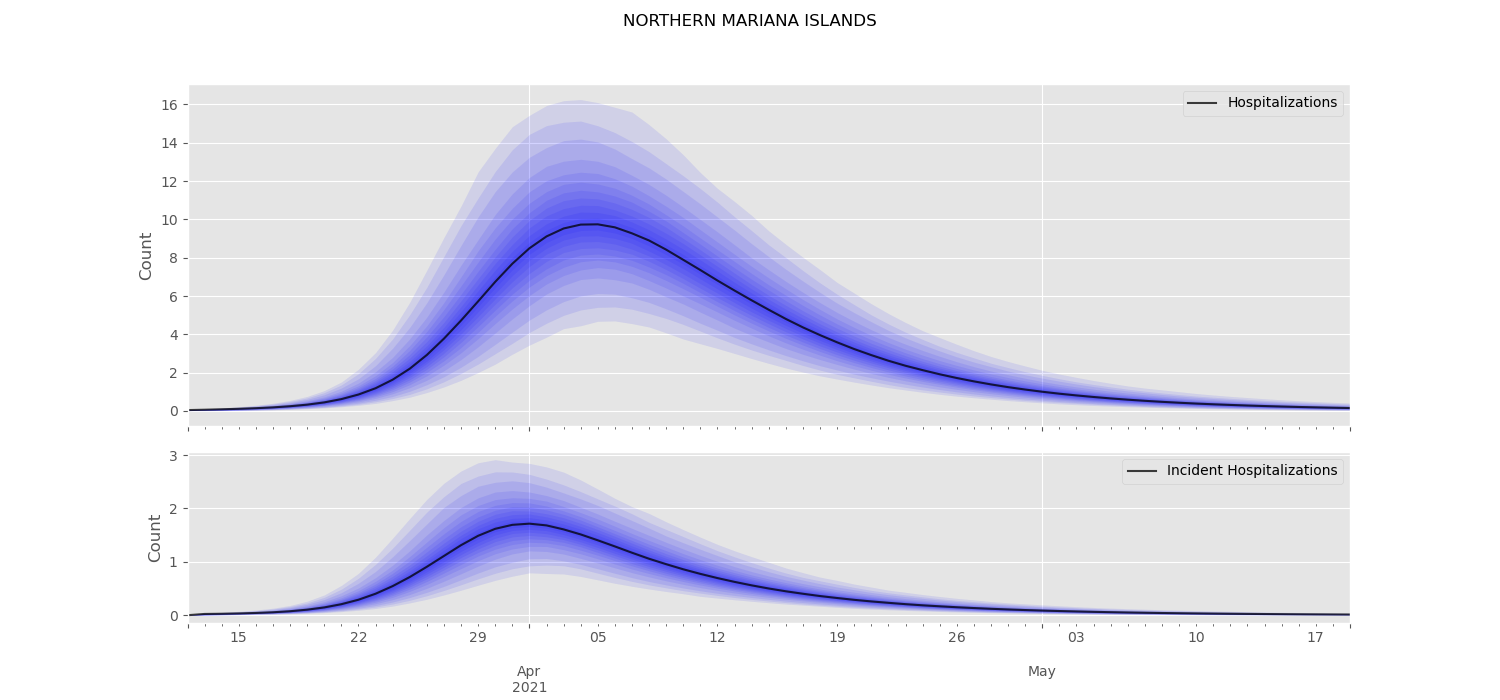 NORTHERN MARIANA ISLANDS
Hospitalizations
16
14
12
10
8
6
4
2
0
Count
Incident Hospitalizations
3
2
1
0
Count
15 22 29 05 12 19 26 03 10 17
Apr May
2021